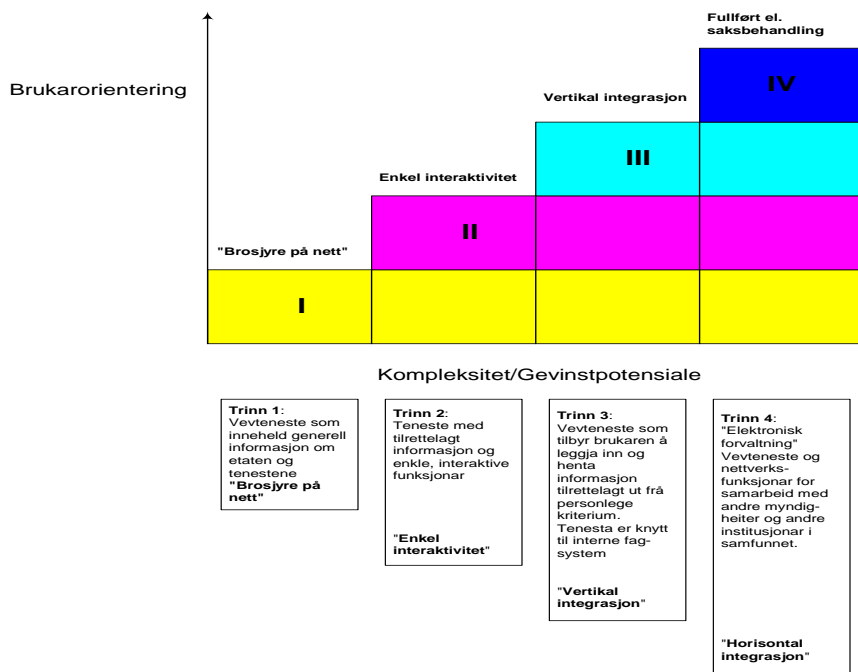 Fullført el.
saksbehandling
Brukarorientering
IV
Vertikal integrasjon
III
Enkel interaktivitet
II
"Brosjyre på nett"
I
Kompleksitet/Gevinstpotensiale
Trinn 1:
Vevteneste som
inneheld generell
informasjon om
etaten og
tenestene
"Brosjyre på
nett"
Trinn 2:
Teneste med
tilrettelagt
informasjon og
enkle, interaktive
funksjonar
"Enkel
interaktivitet"
Trinn 3:
Vevteneste som
tilbyr brukaren å
leggja inn og
henta
informasjon
tilrettelagt ut frå
personlege
kriterium.
Tenesta er knytt
til interne fag-
system
"Vertikal
integrasjon"
Trinn 4:
"Elektronisk
forvaltning"
Vevteneste og
nettverks-
funksjonar for
samarbeid med
andre myndig-
heiter og andre
institusjonar i
samfunnet.
"Horisontal
integrasjon"